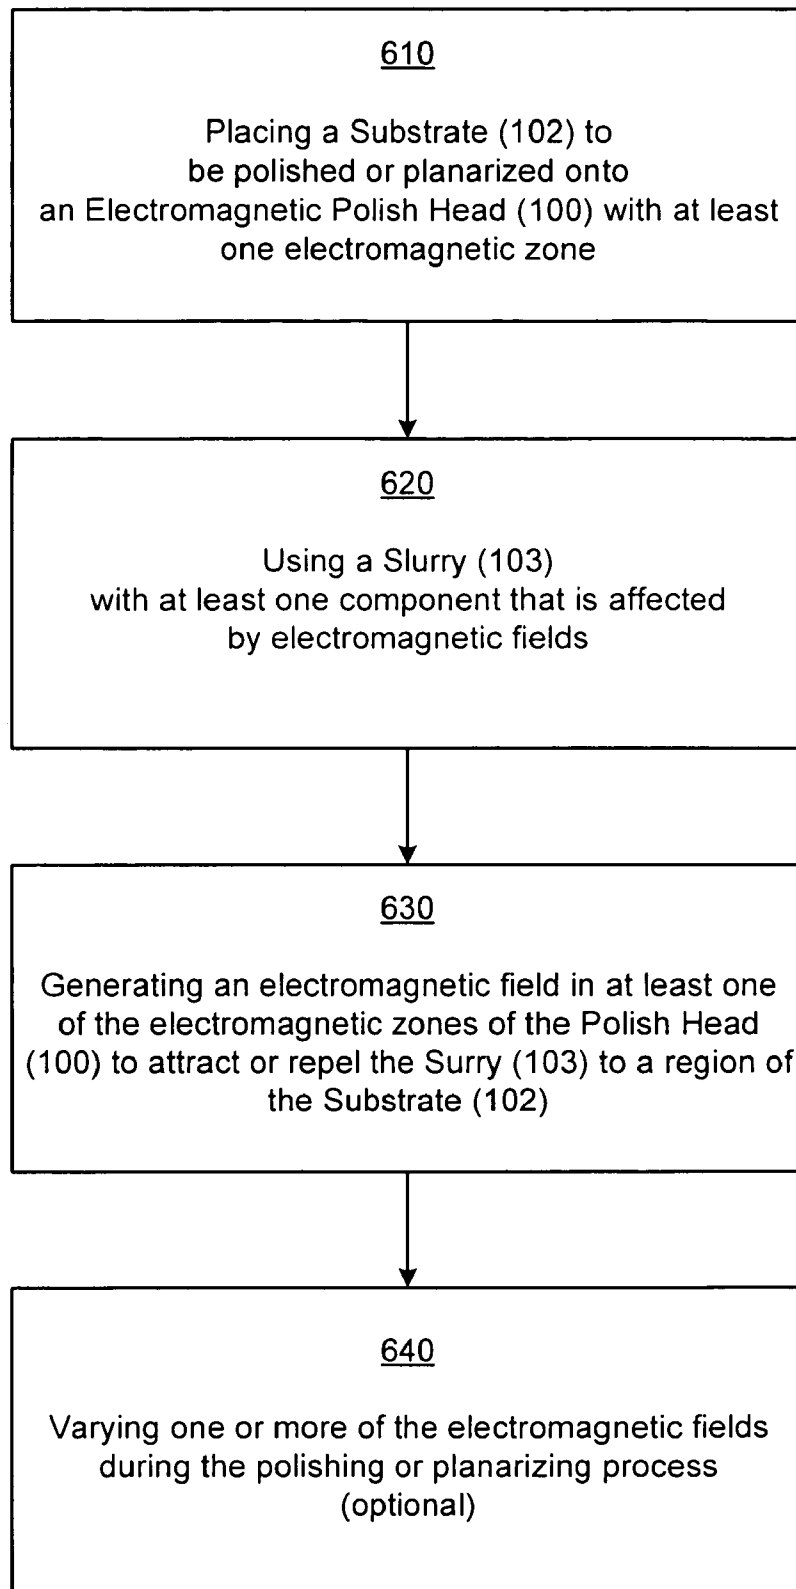 610
Placing a Substrate (102) to
be polished or planarized onto
an Electromagnetic Polish Head (100) with at least
one electromagnetic zone
620
Using a Slurry (103)
with at least one component that is affected
by electromagnetic fields
630
Generating an electromagnetic field in at least one
of the electromagnetic zones of the Polish Head
(100) to attract or repel the Surry (103) to a region of
the Substrate (102)
640
Varying one or more of the electromagnetic fields
during the polishing or planarizing process
(optional)